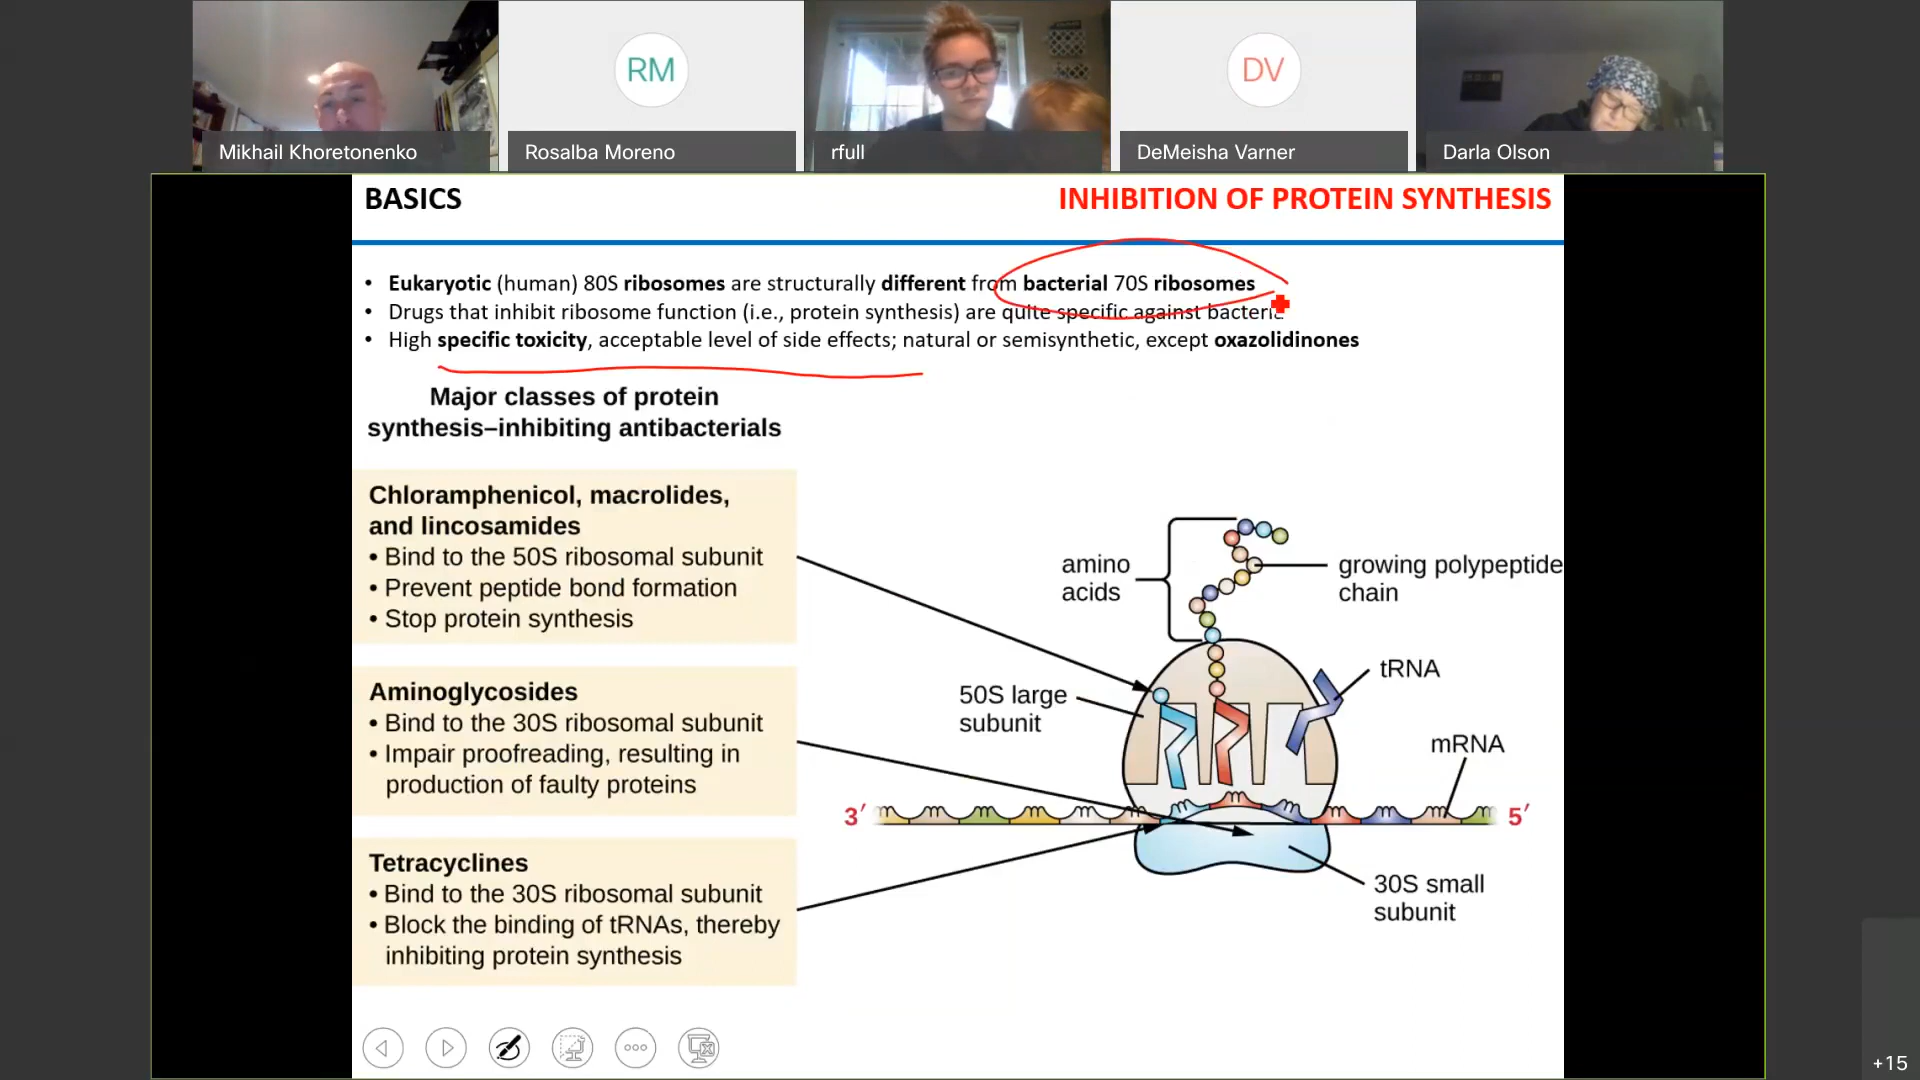 RM
DV
Mikhail Khoretonenko
Rosalba Moreno
rfull
DeMeisha Varner
Darla Olson
BASICS
INHIBITION OF PROTEIN SYNTHESIS
• Eukaryotic (human) 80S ribosomes are structurally different from bacterial 70S ribosomes
• Drugs that inhibit ribosome function (i.e., protein synthesis) are quite specific against bacteria
• High specific toxicity, acceptable level of side effects; natural or semisynthetic, except oxazolidinones
Major classes of protein
synthesis–inhibiting antibacterials
Chloramphenicol, macrolides,
and lincosamides
• Bind to the 50S ribosomal subunit
• Prevent peptide bond formation
• Stop protein synthesis
Aminoglycosides
• Bind to the 30S ribosomal subunit
• Impair proofreading, resulting in
production of faulty proteins
Tetracyclines
• Bind to the 30S ribosomal subunit
• Block the binding of tRNAs, thereby
inhibiting protein synthesis
amino
acids
growing polypeptide
chain
50S large
subunit
tRNA
mRNA
3′
5′
30S small
subunit
+15